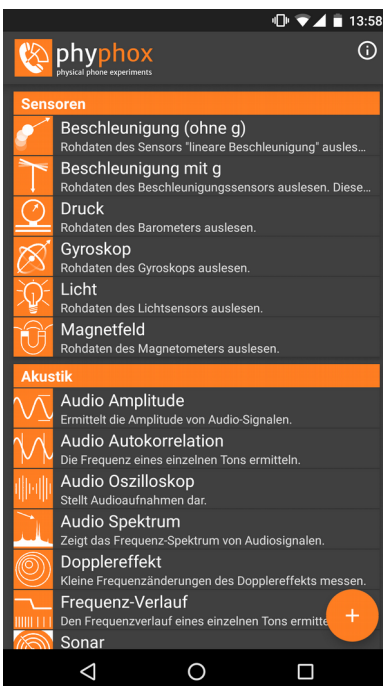 13:58
phyphox
physical phone experiments
Sensoren
Beschleunigung (ohne g)
Rohdaten des Sensors "lineare Beschleunigung" ausles...
Beschleunigung mit g
Rohdaten des Beschleunigungssensors auslesen. Diese...
Druck
Rohdaten des Barometers auslesen.
Gyroskop
Rohdaten des Gyroskops auslesen.
Licht
Rohdaten des Lichtsensors auslesen.
Magnetfeld
Rohdaten des Magnetometers auslesen.
Akustik
Audio Amplitude
Ermittelt die Amplitude von Audio-Signalen.
Audio Autokorrelation
Die Frequenz eines einzelnen Tons ermitteln.
Audio Oszilloskop
Stellt Audioaufnahmen dar.
Audio Spektrum
Zeigt das Frequenz-Spektrum von Audiosignalen.
Dopplereffekt
Kleine Frequenzänderungen des Dopplereffekts messen.
Frequenz-Verlauf
Den Frequenzverlauf eines einzelnen Tons ermitte
Sonar